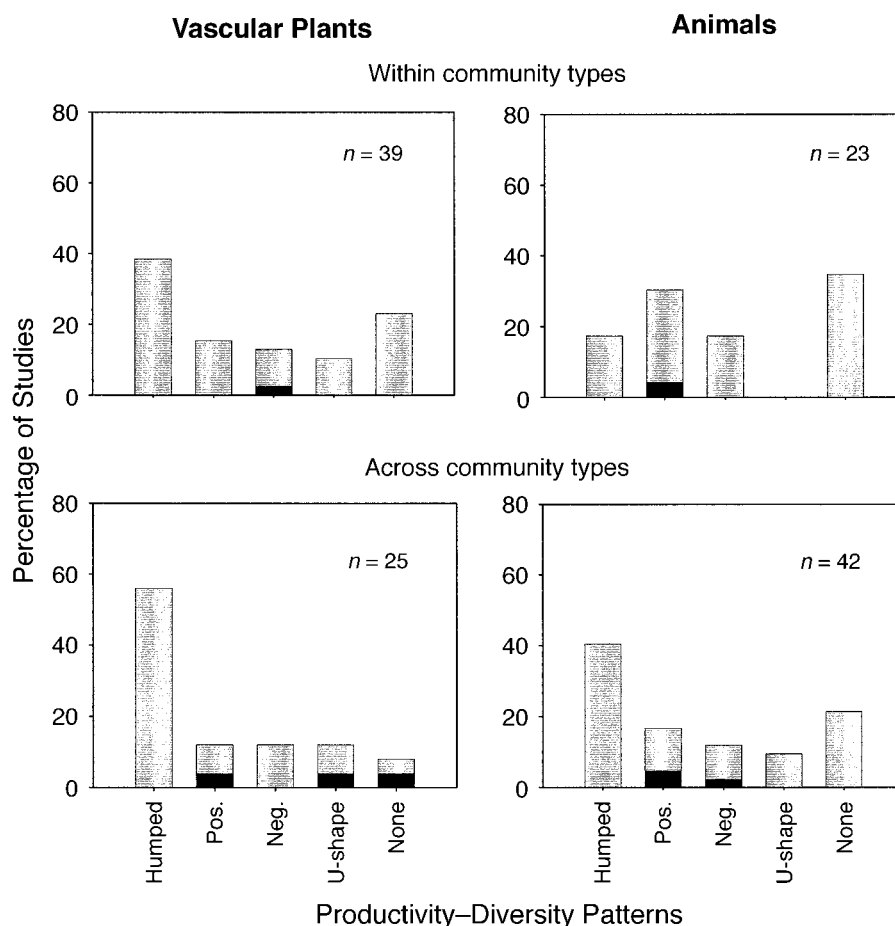 Vascular Plants
Animals
Within community types
80
60
40
20
0
n = 39
80
60
40
20
0
n = 23
Percentage of Studies
Across community types
80
60
40
20
0
n = 25
Humped
Pos.
Neg.
U-shape
None
80
60
40
20
0
n = 42
Humped
Pos.
Neg.
U-shape
None
Productivity–Diversity Patterns